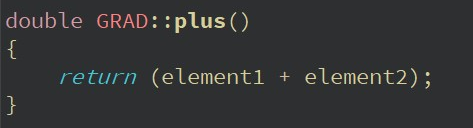 double GRAD::plus()
{
    return (element1 + element2);
}